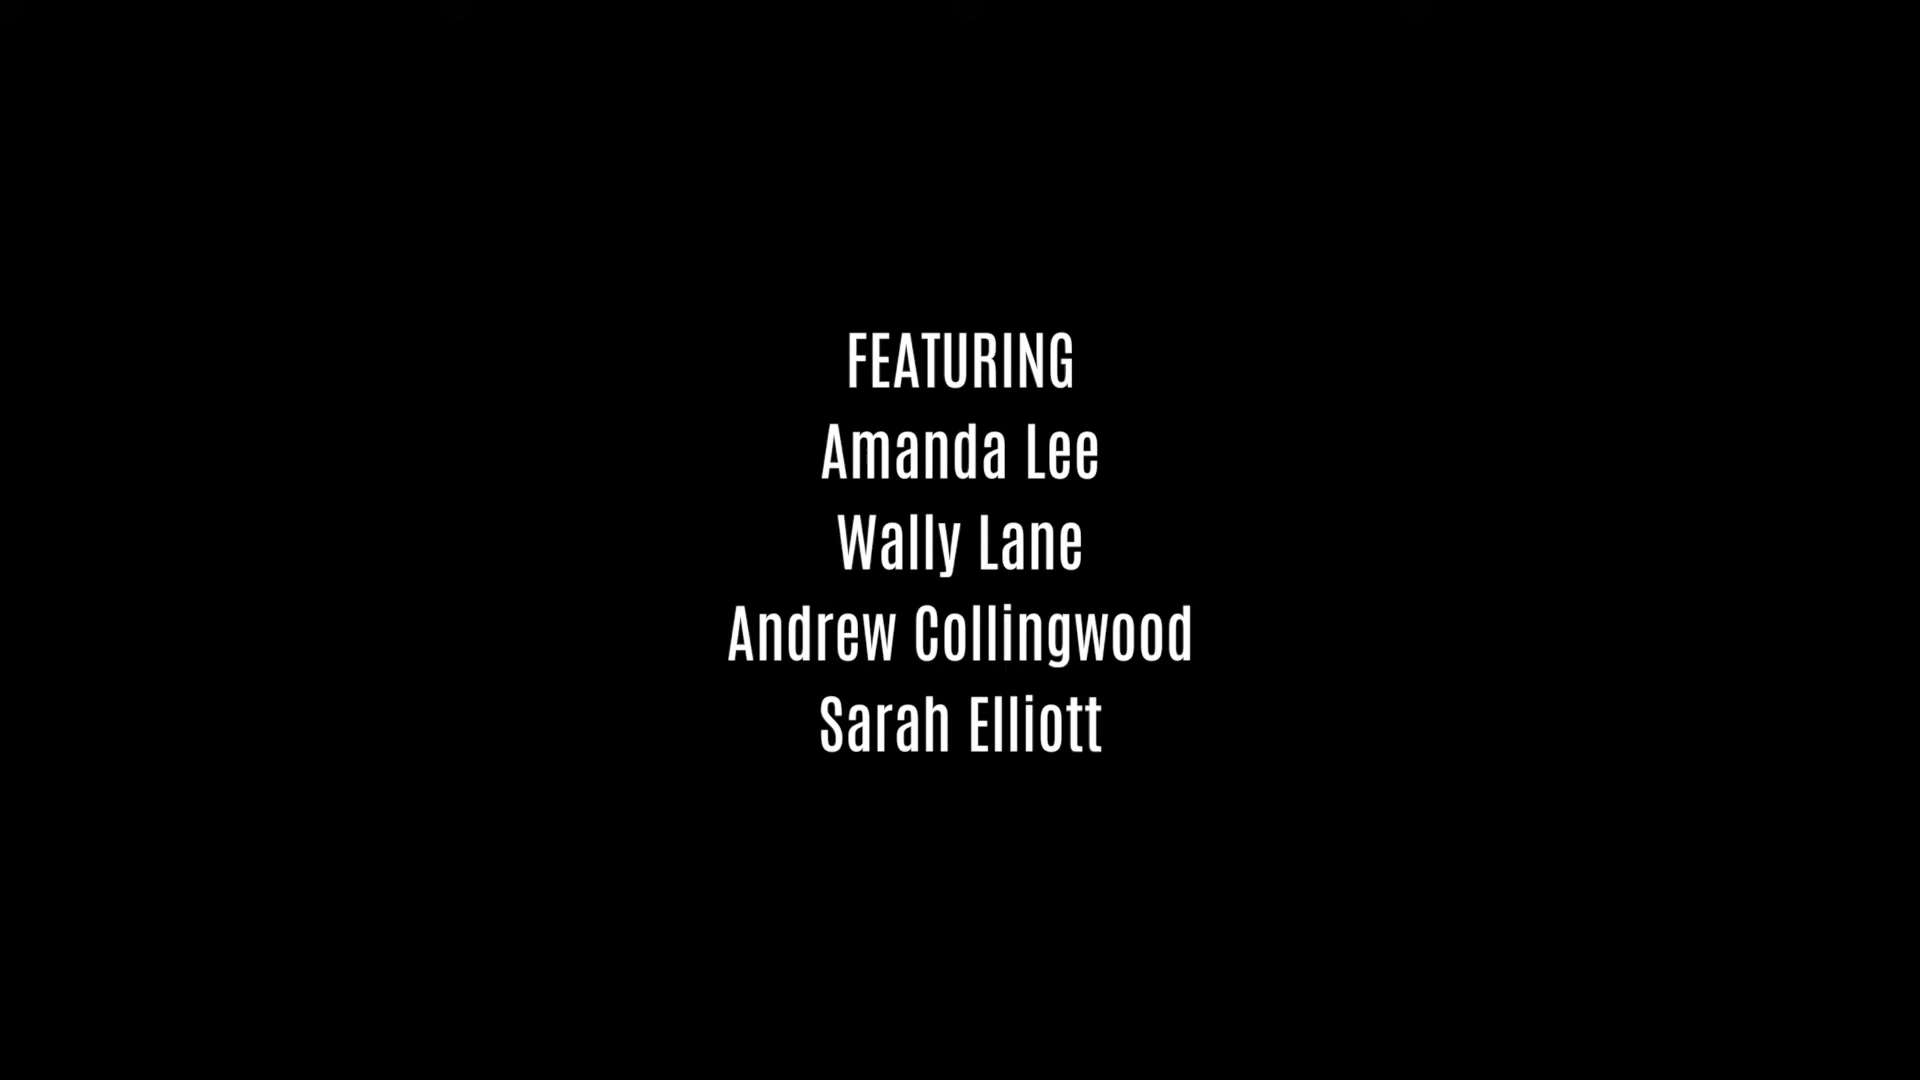 FEATURING
Amanda Lee
Wally Lane
Andrew Collingwood
Sarah Elliott